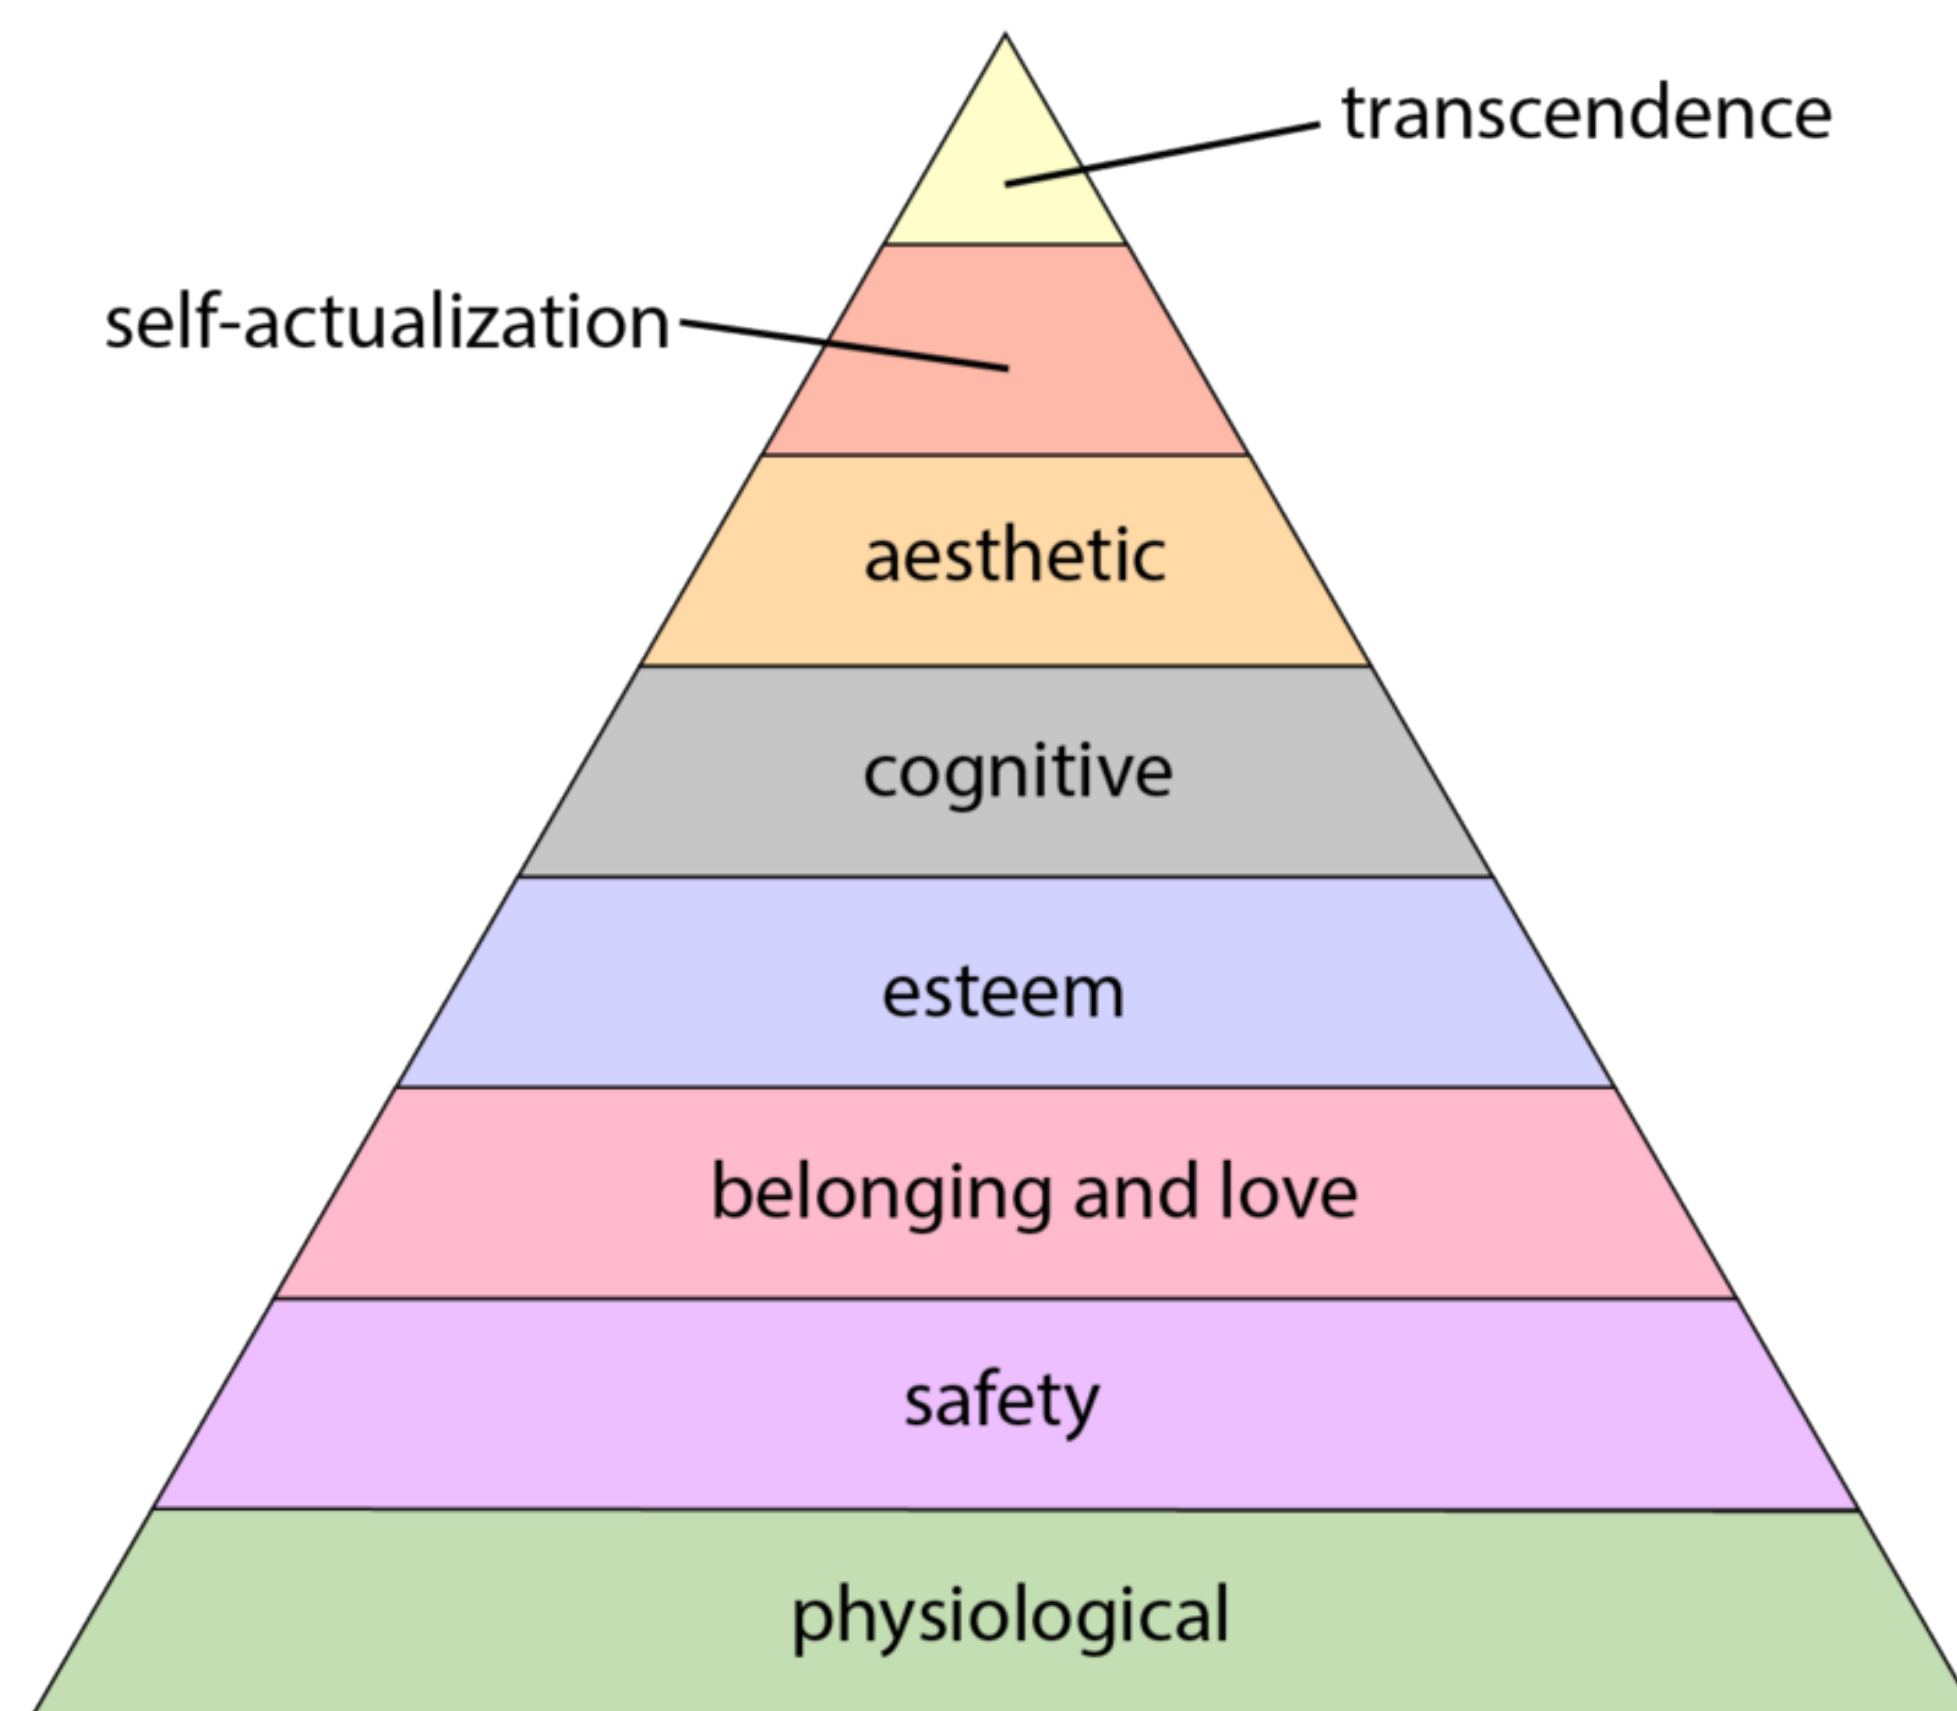 transcendence
self-actualization
aesthetic
cognitive
esteem
belonging and love
safety
physiological